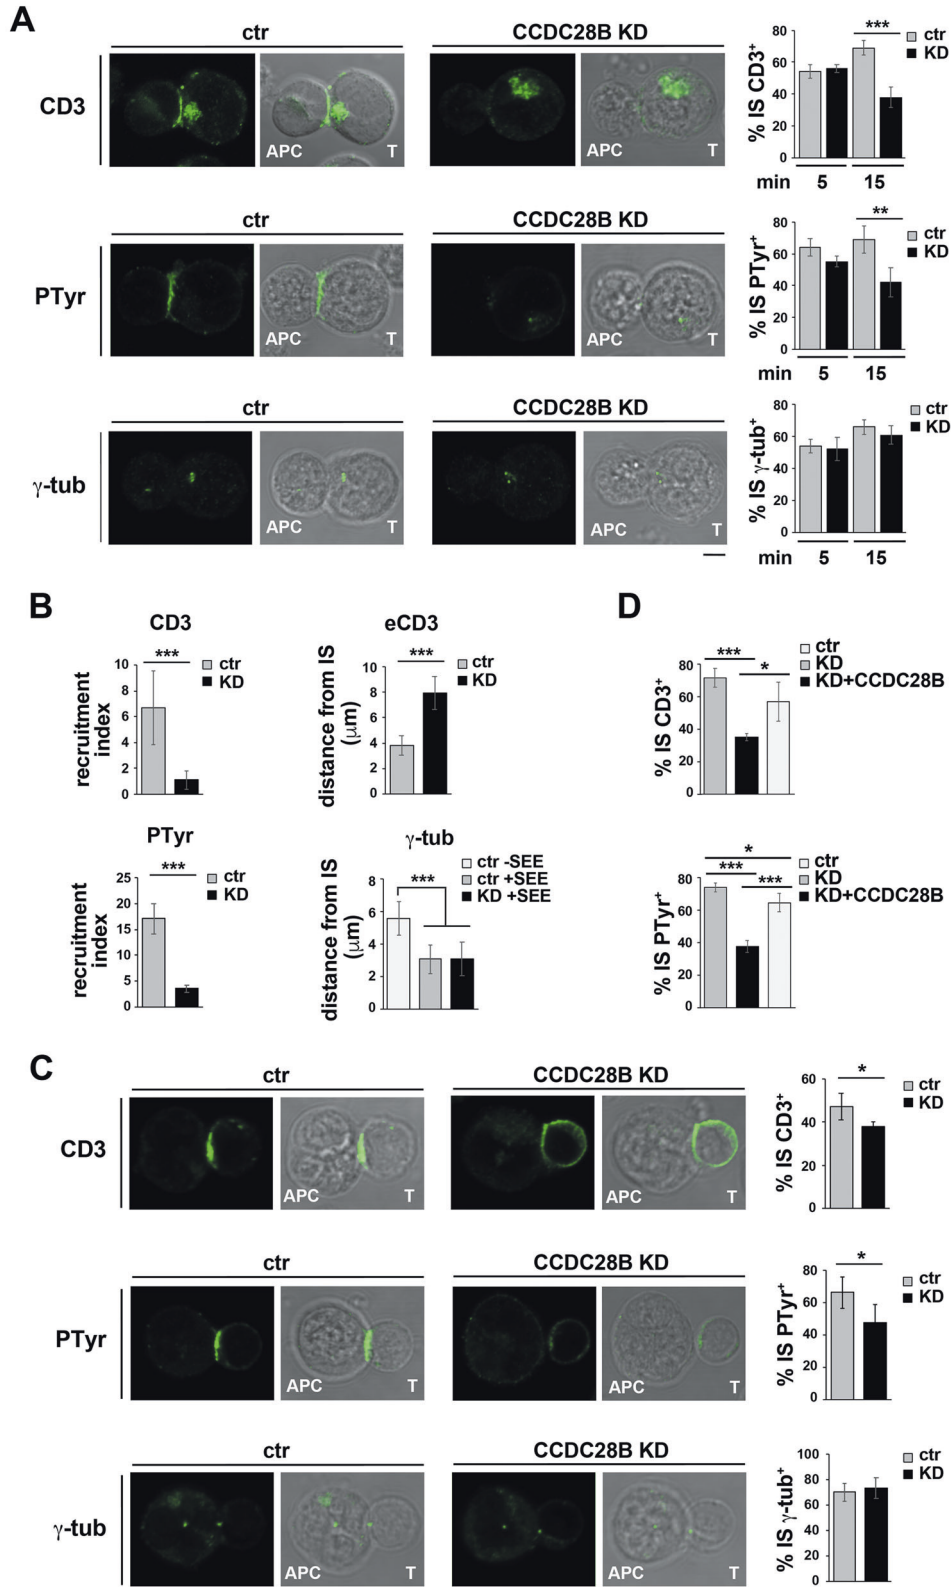 A
ctr
CCDC28B KD
CD3
APC
T
APC
T
% IS CD3+
80
60
40
20
0
***
ctr
KD
min
5
15
ctr
CCDC28B KD
PTyr
APC
T
APC
T
% IS PTyr+
80
60
40
20
0
**
ctr
KD
min
5
15
ctr
CCDC28B KD
γ-tub
APC
T
APC
T
% IS γ-tub+
80
60
40
20
0
ctr
KD
min
5
15
B
CD3
recruitment
index
10
8
6
4
2
0
***
ctr
KD
eCD3
distance from IS
(μm)
10
8
6
4
2
0
***
ctr
KD
PTyr
recruitment
index
25
20
15
10
5
0
***
ctr
KD
γ-tub
distance from IS
(μm)
8
6
4
2
0
***
ctr -SEE
ctr +SEE
KD +SEE
D
% IS CD3+
80
60
40
20
0
***
*
ctr
KD
KD+CCDC28B
% IS PTyr+
80
60
40
20
0
*
***
***
ctr
KD
KD+CCDC28B
C
ctr
CCDC28B KD
CD3
APC
T
APC
T
% IS CD3+
60
40
20
0
*
ctr
KD
ctr
CCDC28B KD
PTyr
APC
T
APC
T
% IS PTyr+
80
60
40
20
0
*
ctr
KD
ctr
CCDC28B KD
γ-tub
APC
T
APC
T
% IS γ-tub+
100
80
60
40
20
0
ctr
KD